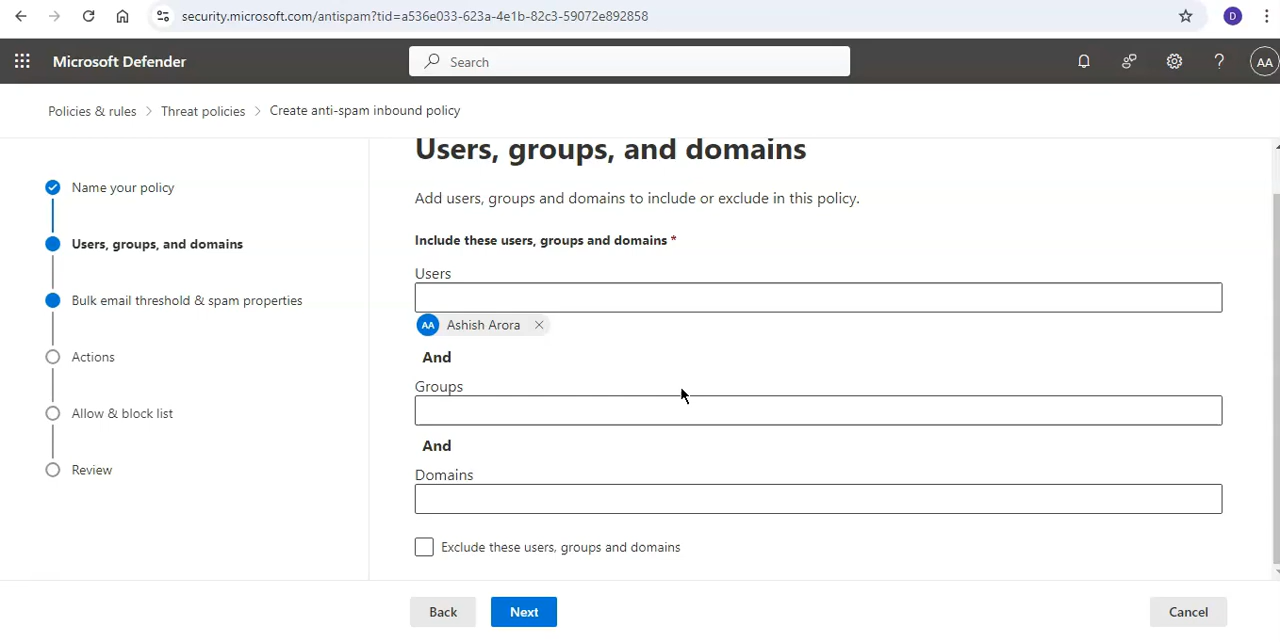 security.microsoft.com/antispam?tid=a536e033-623a-4e1b-82c3-59072e892858
D
Microsoft Defender
Search
?
AA
Policies & rules > Threat policies > Create anti-spam inbound policy
Name your policy
Users, groups, and domains
Bulk email threshold & spam properties
Actions
Allow & block list
Review
Users, groups, and domains
Add users, groups and domains to include or exclude in this policy.
Include these users, groups and domains *
Users
AA Ashish Arora
And
Groups
And
Domains
Exclude these users, groups and domains
Back
Next
Cancel